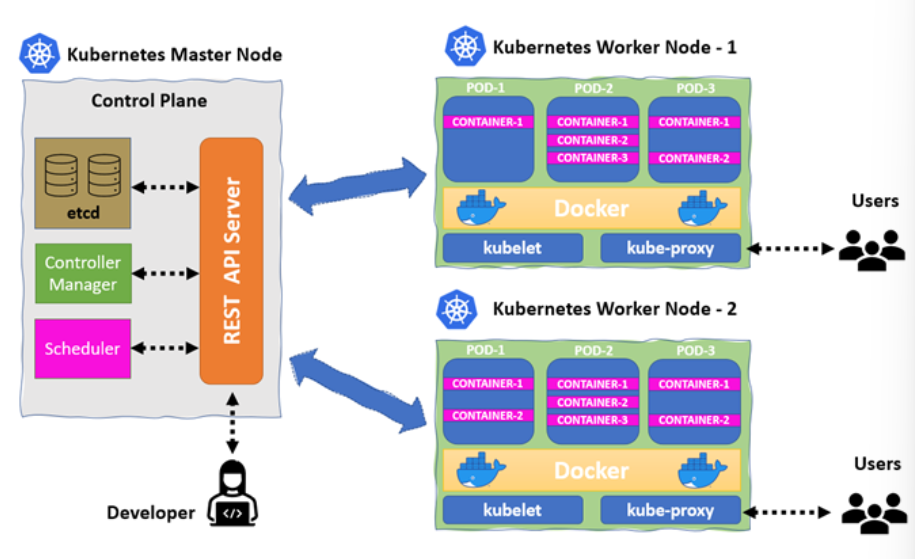 Kubernetes Master Node
Control Plane
etcd
Controller
Manager
Scheduler
REST API Server
Developer
</>
Kubernetes Worker Node - 1
POD-1
POD-2
POD-3
CONTAINER-1
CONTAINER-1
CONTAINER-2
CONTAINER-3
CONTAINER-1
CONTAINER-2
Docker
kubelet
kube-proxy
Users
Kubernetes Worker Node - 2
POD-1
POD-2
POD-3
CONTAINER-1
CONTAINER-2
CONTAINER-1
CONTAINER-2
CONTAINER-3
CONTAINER-1
CONTAINER-2
Docker
kubelet
kube-proxy
Users